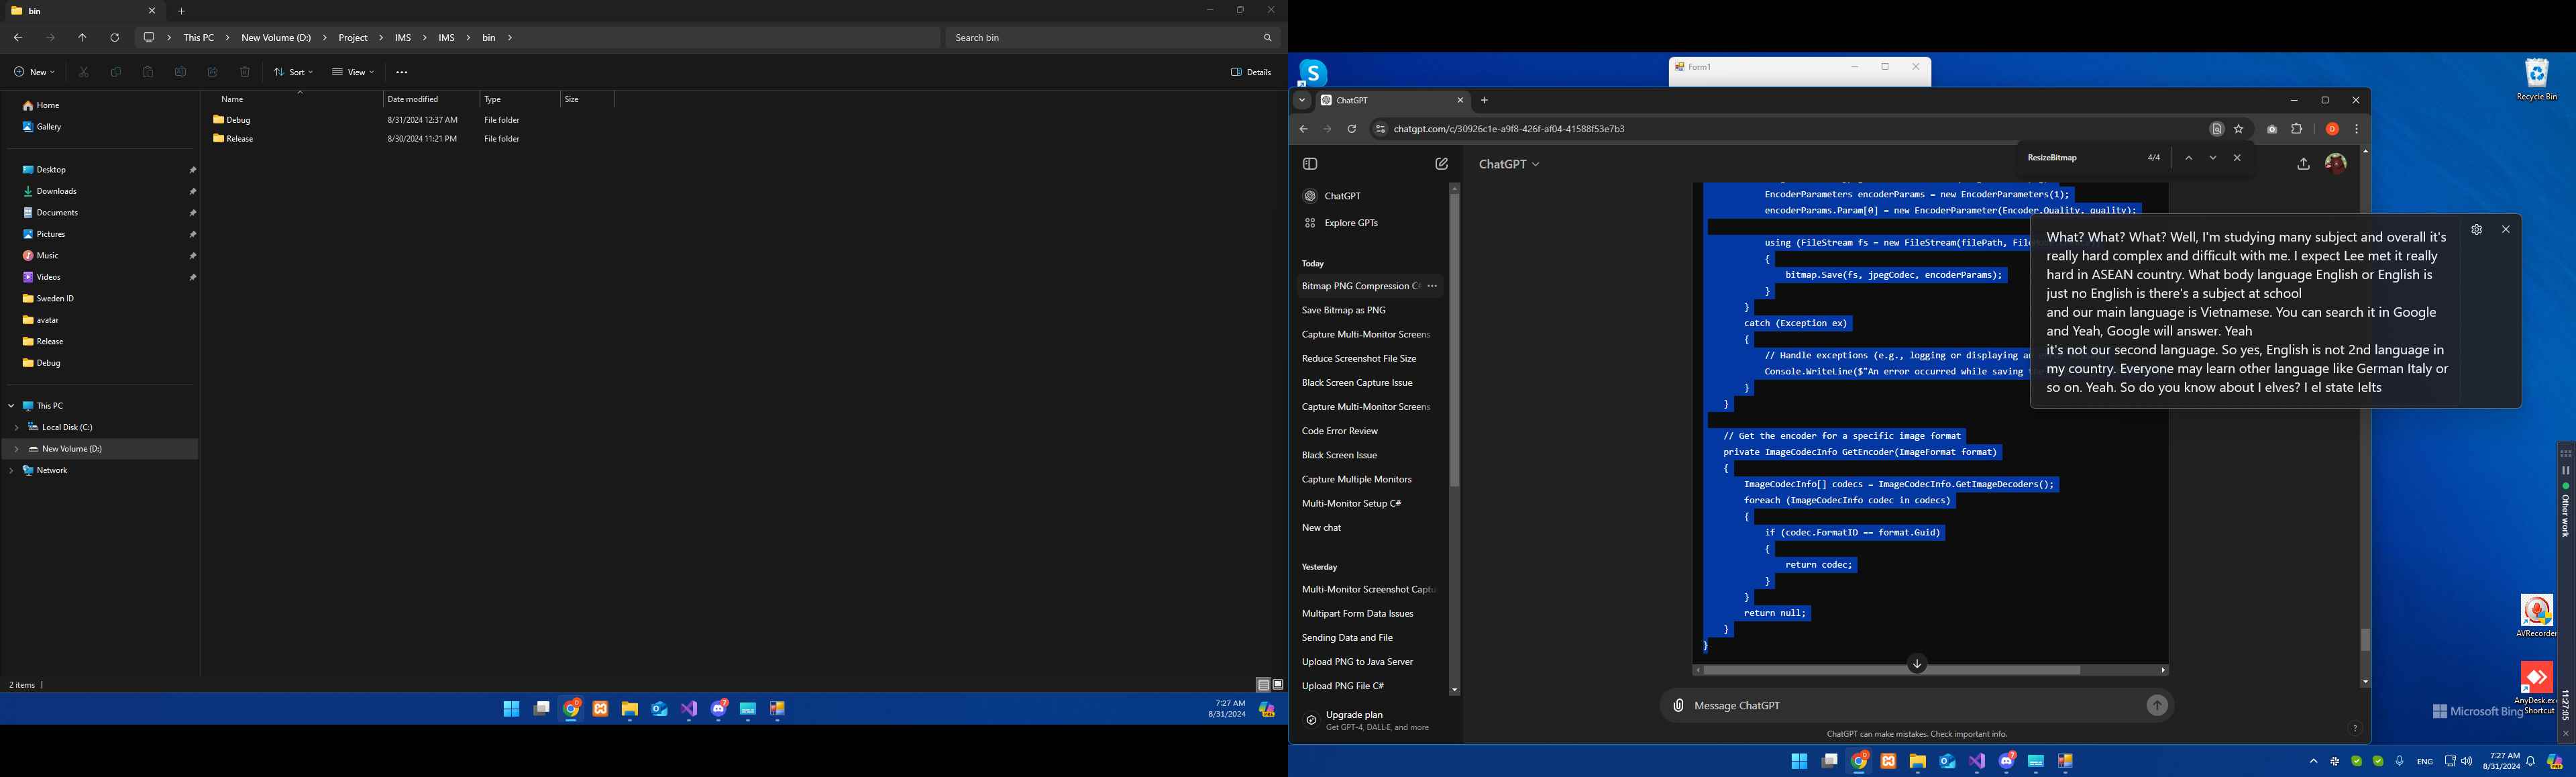 bin
This PC
New Volume (D:)
Project
IMS
IMS
bin
Search bin
New
Sort
View
Details
Name
Date modified
Type
Size
Debug
8/31/2024 12:37 AM
File folder
Release
8/30/2024 11:21 PM
File folder
Home
Gallery
Desktop
Downloads
Documents
Pictures
Music
Videos
Sweden ID
avatar
Release
Debug
This PC
Local Disk (C:)
New Volume (D:)
Network
2 items
7:27 AM
8/31/2024
Form1
Recycle Bin
ChatGPT
chatgpt.com/c/30926c1e-a9f8-426f-af04-41588f53e7b3
ResizeBitmap
4/4
ChatGPT
ChatGPT
Explore GPTs
Today
Bitmap PNG Compression C#
Save Bitmap as PNG
Capture Multi-Monitor Screens
Reduce Screenshot File Size
Black Screen Capture Issue
Capture Multi-Monitor Screens
Code Error Review
Black Screen Issue
Capture Multiple Monitors
Multi-Monitor Setup C#
New chat
Yesterday
Multi-Monitor Screenshot Captu
Multipart Form Data Issues
Sending Data and File
Upload PNG to Java Server
Upload PNG File C#
Upgrade plan
Get GPT-4, DALL·E, and more
EncoderParameters encoderParams = new EncoderParameters(1);
encoderParams.Param[0] = new EncoderParameter(Encoder.Quality, quality);
using (FileStream fs = new FileStream(filePath,
{
bitmap.Save(fs, jpegCodec, encoderParams);
}
}
catch (Exception ex)
{
// Handle exceptions (e.g., logging or displaying an
Console.WriteLine($"An error occurred while saving
}
}
// Get the encoder for a specific image format
private ImageCodecInfo GetEncoder(ImageFormat format)
{
ImageCodecInfo[] codecs = ImageCodecInfo.GetImageDecoders();
foreach (ImageCodecInfo codec in codecs)
{
if (codec.FormatID == format.Guid)
{
return codec;
}
}
return null;
}
}
What? What? What? Well, I'm studying many subject and overall it's
really hard complex and difficult with me. I expect Lee met it really
hard in ASEAN country. What body language English or English is
just no English is there's a subject at school
and our main language is Vietnamese. You can search it in Google
and Yeah, Google will answer. Yeah
it's not our second language. So yes, English is not 2nd language in
my country. Everyone may learn other language like German Italy or
so on. Yeah. So do you know about I elves? I el state Ielts
Message ChatGPT
ChatGPT can make mistakes. Check important info.
?
Other work
11:27:05
AVRecorder
AnyDesk.exe
Shortcut
Microsoft Bing
ENG
7:27 AM
8/31/2024